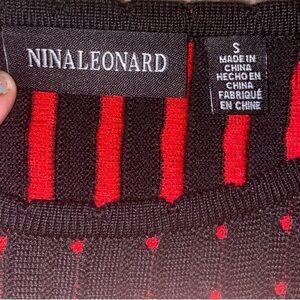 NINALEONARD
S
MADE IN
CHINA
HECHO EN
CHINA
FABRIQUÉ
EN CHINE